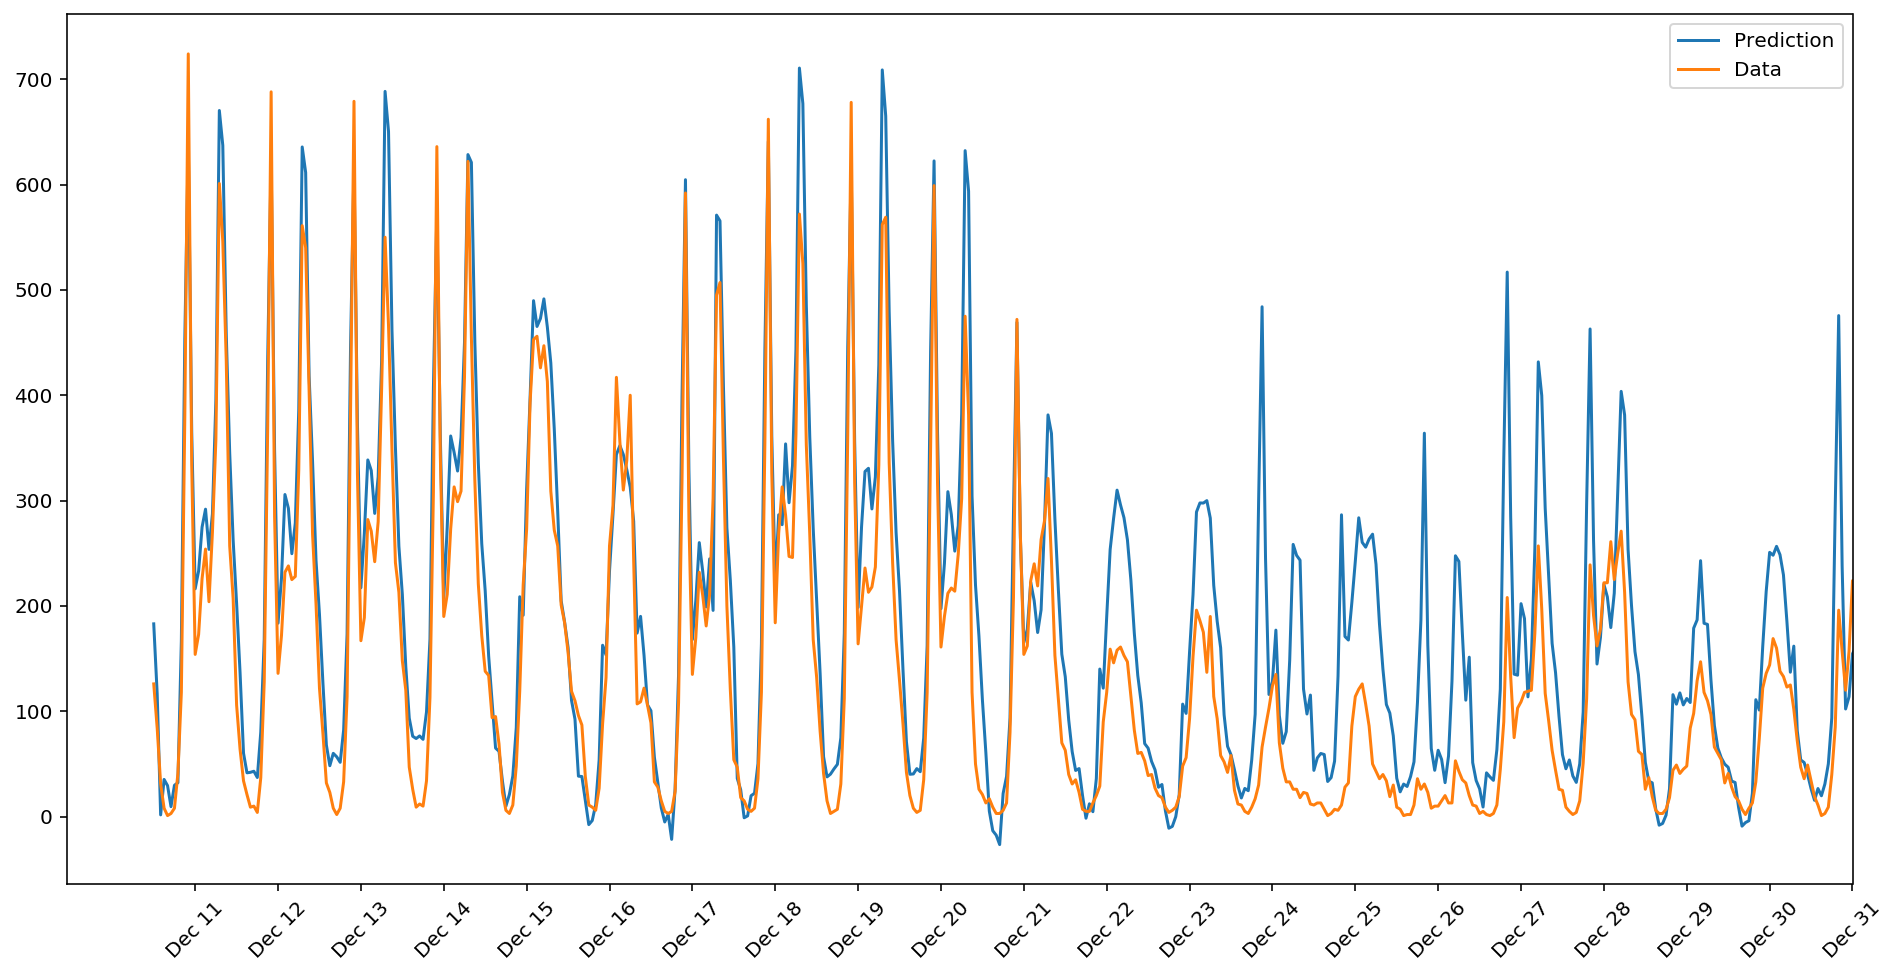 Prediction
Data
700
600
500
400
300
200
100
0
Dec 11
Dec 12
Dec 13
Dec 14
Dec 15
Dec 16
Dec 17
Dec 18
Dec 19
Dec 20
Dec 21
Dec 22
Dec 23
Dec 24
Dec 25
Dec 26
Dec 27
Dec 28
Dec 29
Dec 30
Dec 31